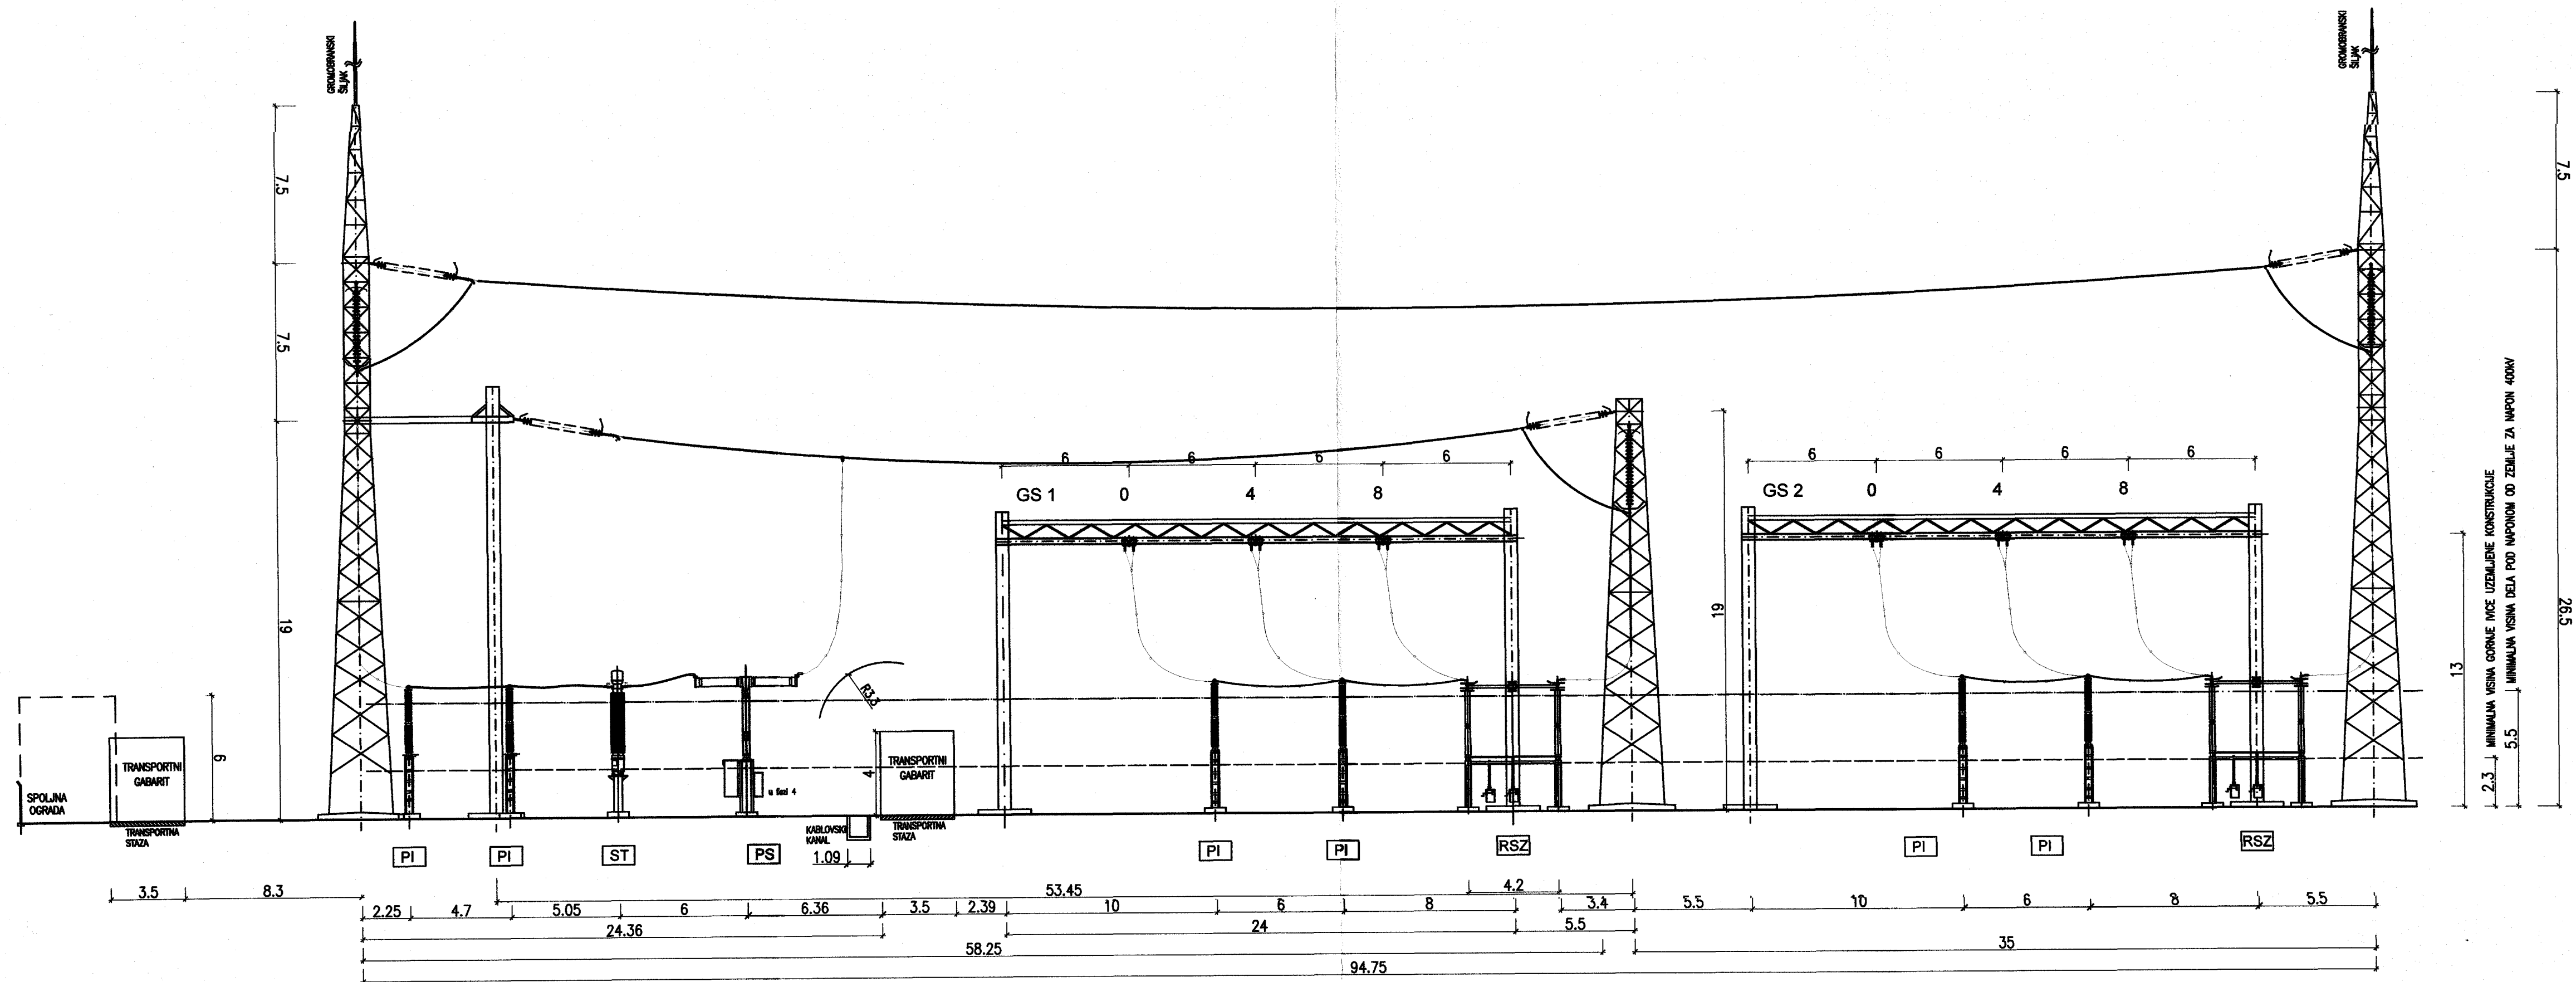 GROMOBRANSKI
ŠILJAK
GROMOBRANSKI
ŠILJAK
7.5
7.5
19
7.5
26.5
13
MINIMALNA VISINA GORNJE IVICE UZEMLJENE KONSTRUKCIJE
2.3
MINIMALNA VISINA DELA POD NAPONOM OD ZEMLJE ZA NAPON 400kV
5.5
6 6 6 6
GS 1 0 4 8
6 6 6 6
GS 2 0 4 8
19
R3.3
6
4
SPOLJNA
OGRADA
TRANSPORTNI
GABARIT
TRANSPORTNA
STAZA
u fazi 4
TRANSPORTNI
GABARIT
TRANSPORTNA
STAZA
KABLOVSKI
KANAL
1.09
PI PI ST PS PI PI RSZ PI PI RSZ
3.5 8.3 53.45 4.2
2.25 4.7 5.05 6 6.36 3.5 2.39 10 6 8 3.4 5.5 10 6 8 5.5
24.36 24 5.5
58.25 35
94.75